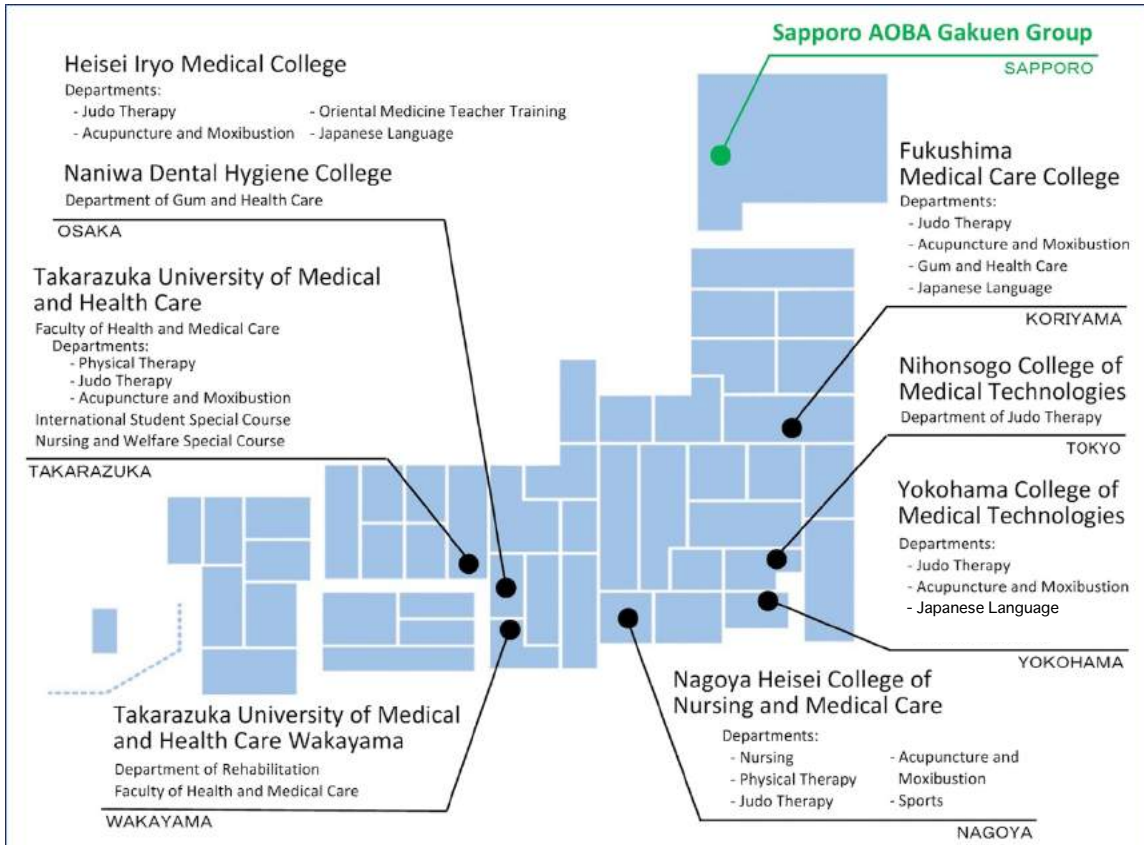 Sapporo AOBA Gakuen Group
SAPPORO
Heisei Iryo Medical College
Departments:
- Judo Therapy
- Acupuncture and Moxibustion
- Oriental Medicine Teacher Training
- Japanese Language
Naniwa Dental Hygiene College
Department of Gum and Health Care
OSAKA
Takarazuka University of Medical
and Health Care
Faculty of Health and Medical Care
Departments:
- Physical Therapy
- Judo Therapy
- Acupuncture and Moxibustion
International Student Special Course
Nursing and Welfare Special Course
TAKARAZUKA
Takarazuka University of Medical
and Health Care Wakayama
Department of Rehabilitation
Faculty of Health and Medical Care
WAKAYAMA
Fukushima
Medical Care College
Departments:
- Judo Therapy
- Acupuncture and Moxibustion
- Gum and Health Care
- Japanese Language
KORIYAMA
Nihonsogo College of
Medical Technologies
Department of Judo Therapy
TOKYO
Yokohama College of
Medical Technologies
Departments:
- Judo Therapy
- Acupuncture and Moxibustion
- Japanese Language
YOKOHAMA
Nagoya Heisei College of
Nursing and Medical Care
Departments:
- Nursing
- Physical Therapy
- Judo Therapy
- Acupuncture and
Moxibustion
- Sports
NAGOYA